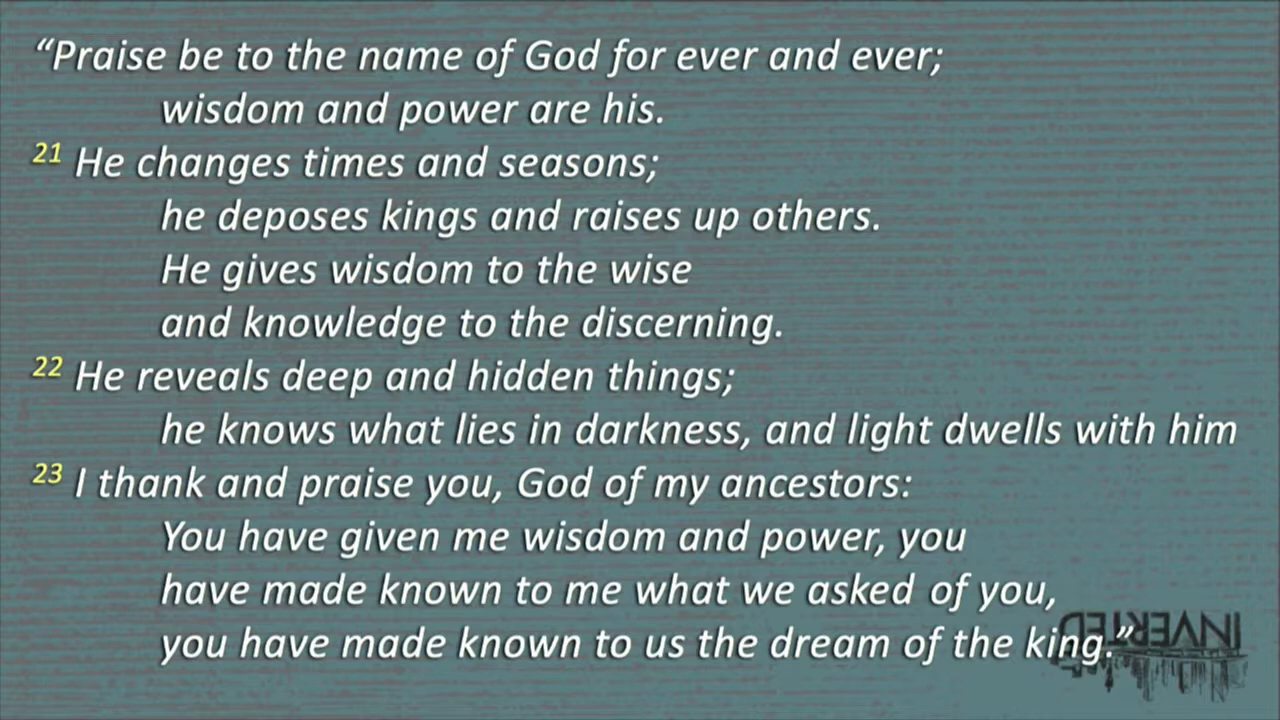 “Praise be to the name of God for ever and ever;
wisdom and power are his.
21 He changes times and seasons;
he deposes kings and raises up others.
He gives wisdom to the wise
and knowledge to the discerning.
22 He reveals deep and hidden things;
he knows what lies in darkness, and light dwells with him
23 I thank and praise you, God of my ancestors:
You have given me wisdom and power, you
have made known to me what we asked of you,
you have made known to us the dream of the king.”
INVERTED